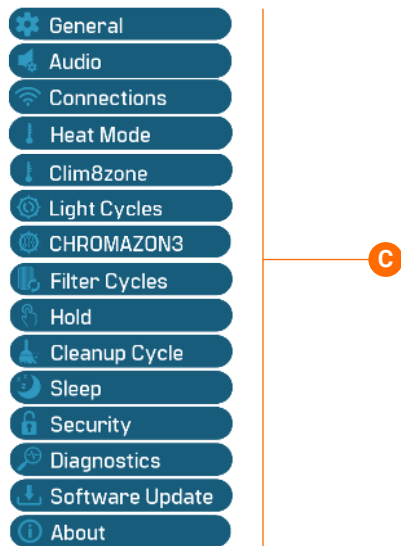 General
Audio
Connections
Heat Mode
Clim8zone
Light Cycles
CHROMAZON3
Filter Cycles
Hold
Cleanup Cycle
Sleep
Security
Diagnostics
Software Update
About
C